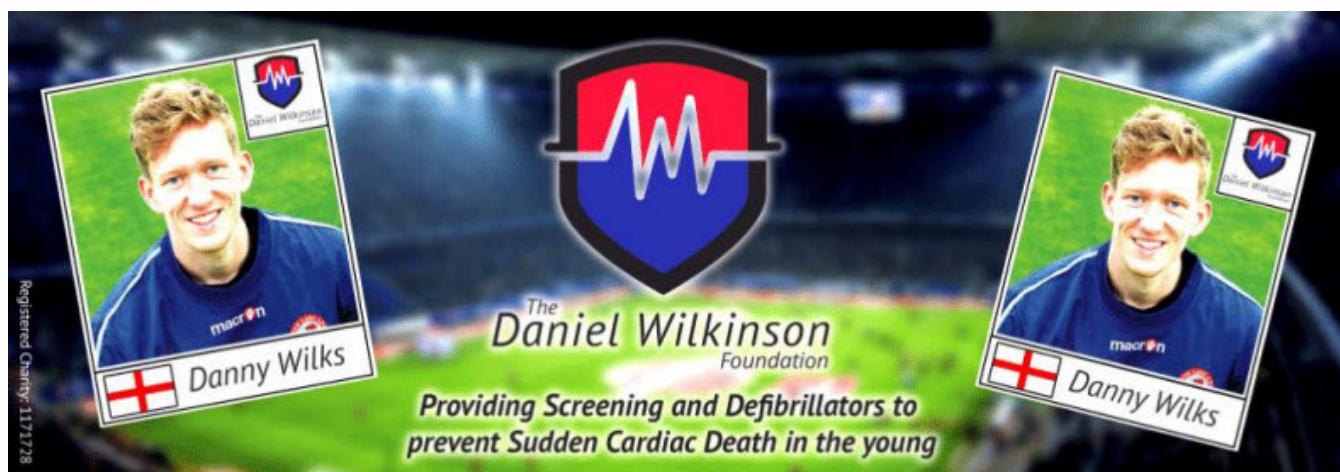 The
Daniel Wilkinson
Foundation
macron
Danny Wilks
Registered Charity: 1171728
The
Daniel Wilkinson
Foundation
Providing Screening and Defibrillators to
prevent Sudden Cardiac Death in the young
The
Daniel Wilkinson
Foundation
macron
Danny Wilks